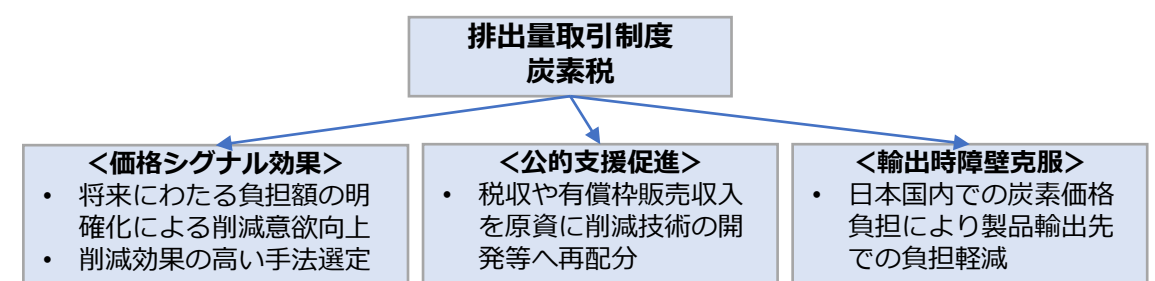 排出量取引制度
炭素税
<価格シグナル効果>
• 将来にわたる負担額の明
確化による削減意欲向上
• 削減効果の高い手法選定
<公的支援促進>
• 税収や有償枠販売収入
を原資に削減技術の開
発等へ再配分
<輸出時障壁克服>
• 日本国内での炭素価格
負担により製品輸出先
での負担軽減